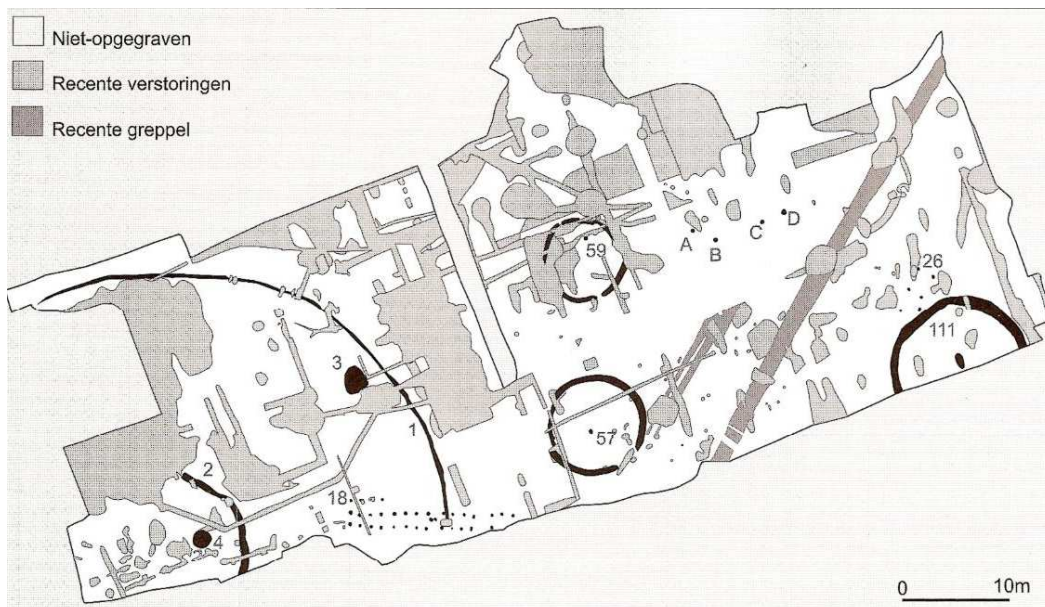 Niet-opgegraven
Recente verstoringen
Recente greppel
59
A
B
C
D
26
111
3
1
57
2
18
4
0
10m